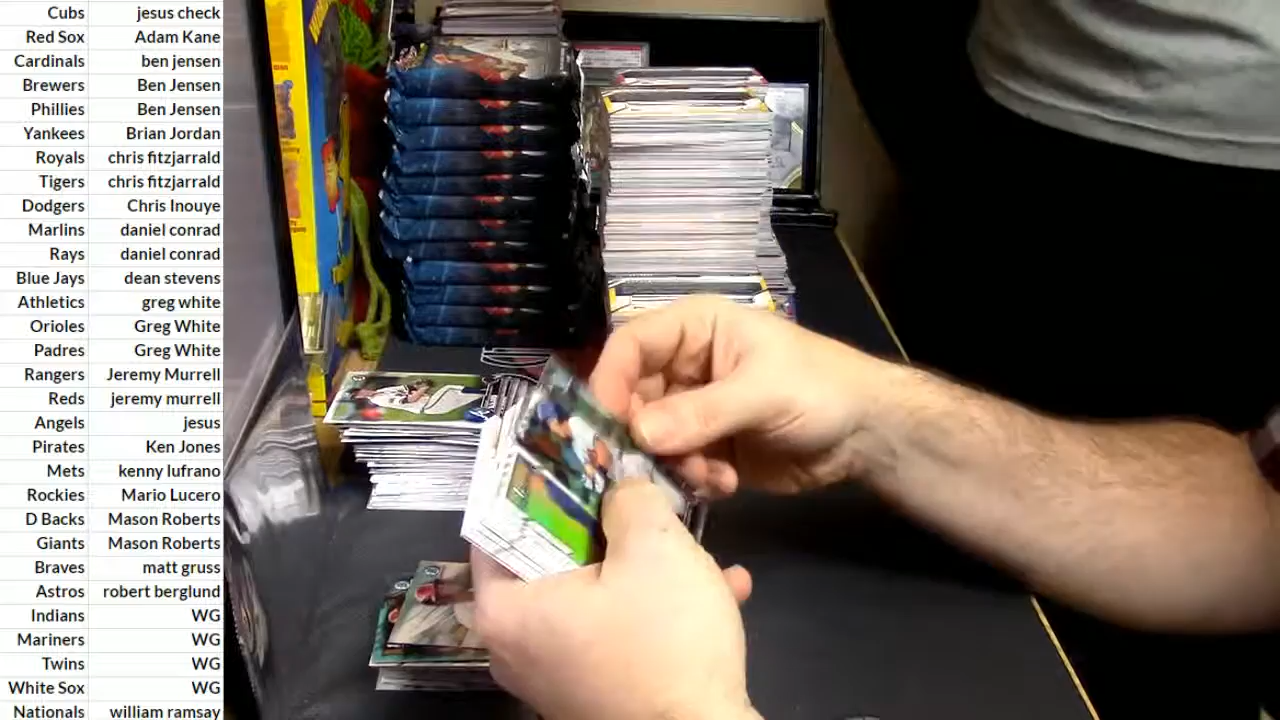 Cubs jesus check
Red Sox Adam Kane
Cardinals ben jensen
Brewers Ben Jensen
Phillies Ben Jensen
Yankees Brian Jordan
Royals chris fitzjarrald
Tigers chris fitzjarrald
Dodgers Chris Inouye
Marlins daniel conrad
Rays daniel conrad
Blue Jays dean stevens
Athletics greg white
Orioles Greg White
Padres Greg White
Rangers Jeremy Murrell
Reds jeremy murrell
Angels jesus
Pirates Ken Jones
Mets kenny lufrano
Rockies Mario Lucero
D Backs Mason Roberts
Giants Mason Roberts
Braves matt gruss
Astros robert berglund
Indians WG
Mariners WG
Twins WG
White Sox WG
Nationals william ramsay